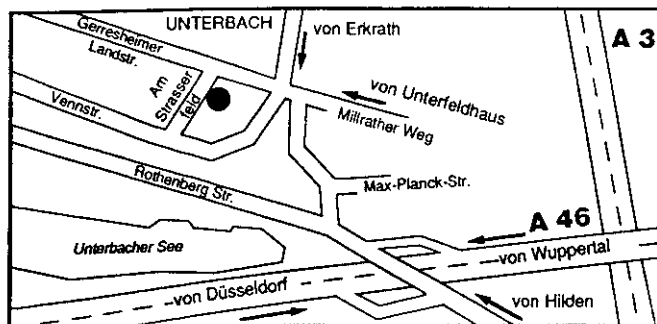 UNTERBACH
von Erkrath
A 3
Gerresheimer
Landstr.
Am
Strasser
feld
von Unterfeldhaus
Vennstr.
Millrather Weg
Rothenberg Str.
Max-Planck-Str.
A 46
Unterbacher See
von Wuppertal
von Düsseldorf
von Hilden